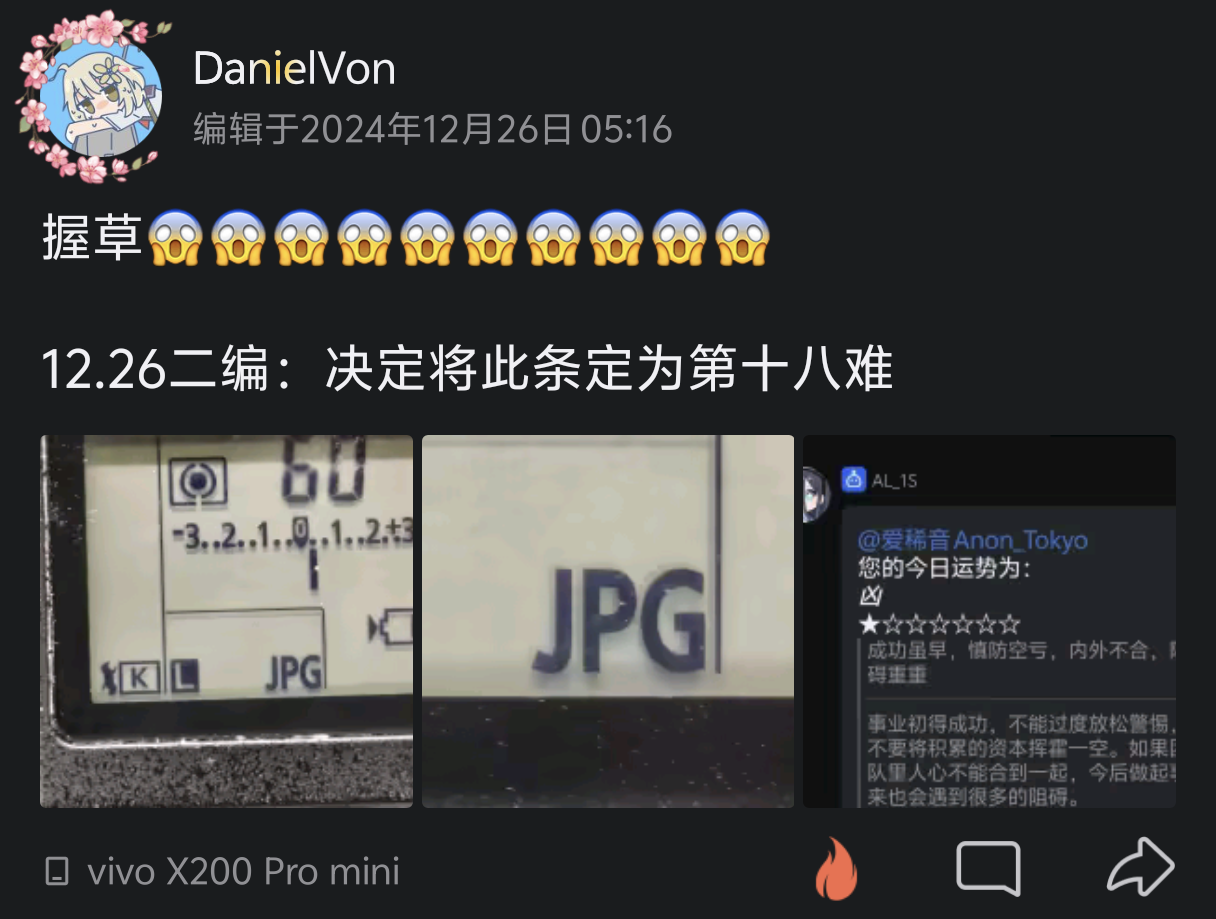 DanielVon
编辑于2024年12月26日 05:16
握草😱😱😱😱😱😱😱😱😱😱
12.26二编：决定将此条定为第十八难
60
-3..2..1..0..1..2.+3
K L JPG
JPG
AL_1S
@爱稀音Anon_Tokyo
您的今日运势为：
凶
★☆☆☆☆☆☆
成功虽早，慎防空亏，内外不合，
碍重重
事业初得成功，不能过度放松警惕，
不要将积累的资本挥霍一空。如果
队里人心不能合到一起，今后做起
来也会遇到很多的阻碍。
vivo X200 Pro mini